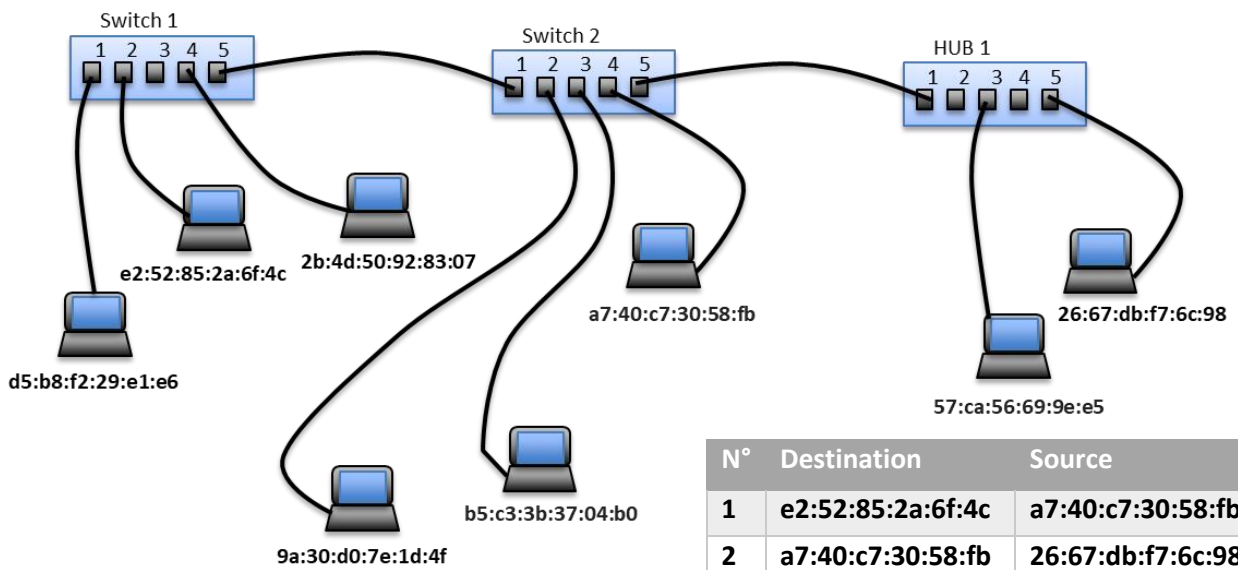 Switch 1
1 2 3 4 5
Switch 2
1 2 3 4 5
HUB 1
1 2 3 4 5
e2:52:85:2a:6f:4c
2b:4d:50:92:83:07
a7:40:c7:30:58:fb
26:67:db:f7:6c:98
d5:b8:f2:29:e1:e6
57:ca:56:69:9e:e5
b5:c3:3b:37:04:b0
9a:30:d0:7e:1d:4f
N° Destination Source
1 e2:52:85:2a:6f:4c a7:40:c7:30:58:fb
2 a7:40:c7:30:58:fb 26:67:db:f7:6c:98